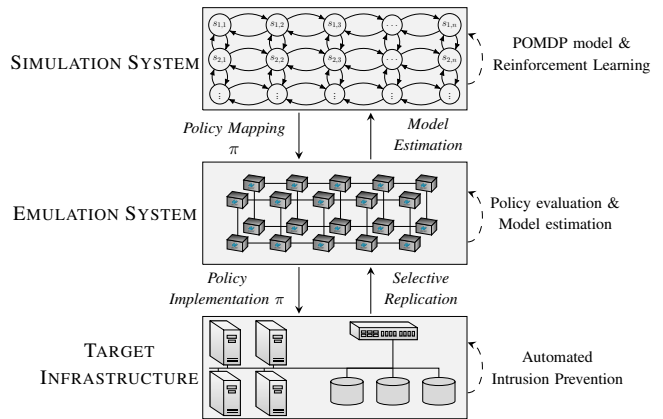 s1,1 s1,2 s1,3 ... s1,n
s2,1 s2,2 s2,3 ... s2,n
⋮ ⋮ ⋮ ⋮ ⋮
SIMULATION SYSTEM
POMDP model &
Reinforcement Learning
Policy Mapping
π
Model
Estimation
EMULATION SYSTEM
Policy evaluation &
Model estimation
Policy
Implementation π
Selective
Replication
TARGET
INFRASTRUCTURE
Automated
Intrusion Prevention